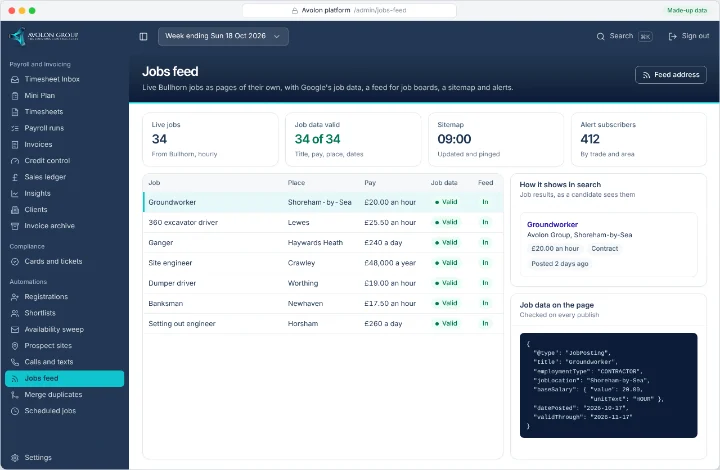 Avolon platform /admin/jobs-feed
Made-up data
AVOLON GROUP
Week ending Sun 18 Oct 2026
Search ⌘K
Sign out
Payroll and Invoicing
Timesheet Inbox
Mini Plan
Timesheets
Payroll runs
Invoices
Credit control
Sales ledger
Insights
Clients
Invoice archive
Compliance
Cards and tickets
Automations
Registrations
Shortlists
Availability sweep
Prospect sites
Calls and texts
Jobs feed
Merge duplicates
Scheduled jobs
Settings
Jobs feed
Live Bullhorn jobs as pages of their own, with Google's job data, a feed for job boards, a sitemap and alerts.
Feed address
Live jobs
34
From Bullhorn, hourly
Job data valid
34 of 34
Title, pay, place, dates
Sitemap
09:00
Updated and pinged
Alert subscribers
412
By trade and area
Job Place Pay Job data Feed
Groundworker Shoreham-by-Sea £20.00 an hour Valid In
360 excavator driver Lewes £25.50 an hour Valid In
Ganger Haywards Heath £240 a day Valid In
Site engineer Crawley £48,000 a year Valid In
Dumper driver Worthing £19.00 an hour Valid In
Banksman Newhaven £17.50 an hour Valid In
Setting out engineer Horsham £260 a day Valid In
How it shows in search
Job results, as a candidate sees them
Groundworker
Avolon Group, Shoreham-by-Sea
£20.00 an hour Contract
Posted 2 days ago
Job data on the page
Checked on every publish
{
"@type": "JobPosting",
"title": "Groundworker",
"employmentType": "CONTRACTOR",
"jobLocation": "Shoreham-by-Sea",
"baseSalary": { "value": 20.00,
"unitText": "HOUR" },
"datePosted": "2026-10-17",
"validThrough": "2026-11-17"
}